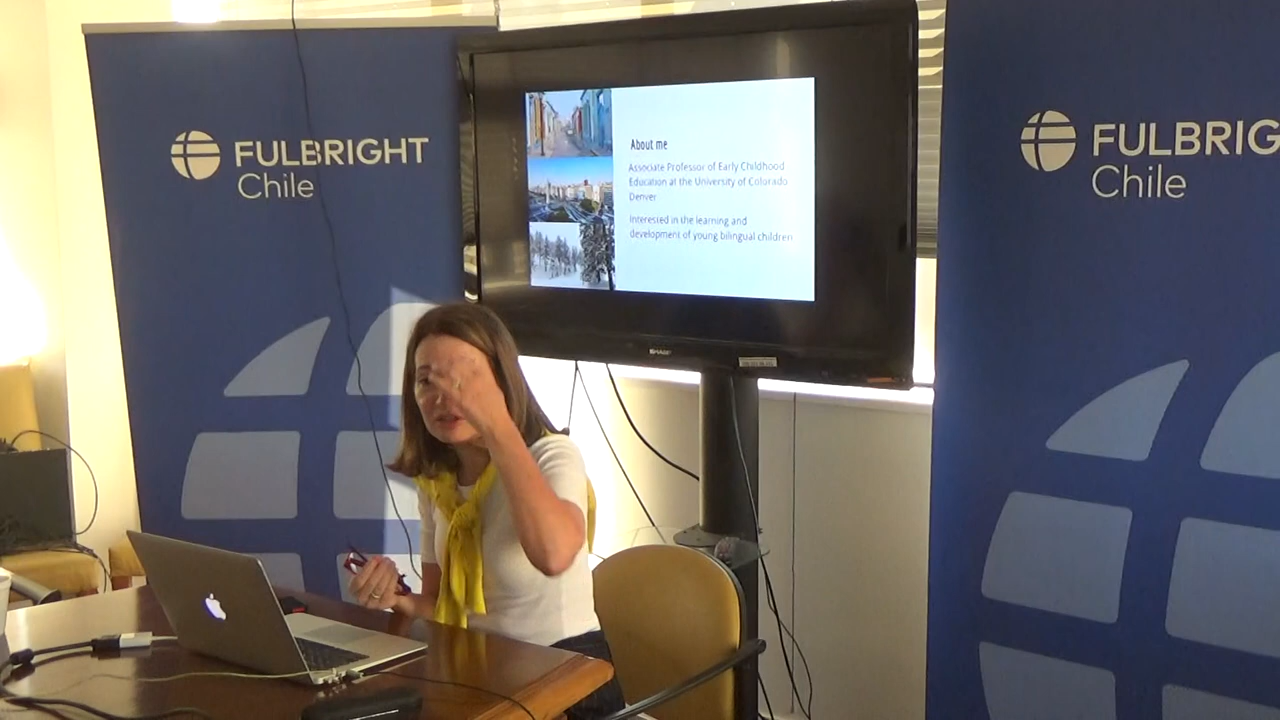 FULBRIGHT
Chile
About me
Associate Professor of Early Childhood
Education at the University of Colorado
Denver
Interested in the learning and
development of young bilingual children
SHARP
FULBRIG
Chile